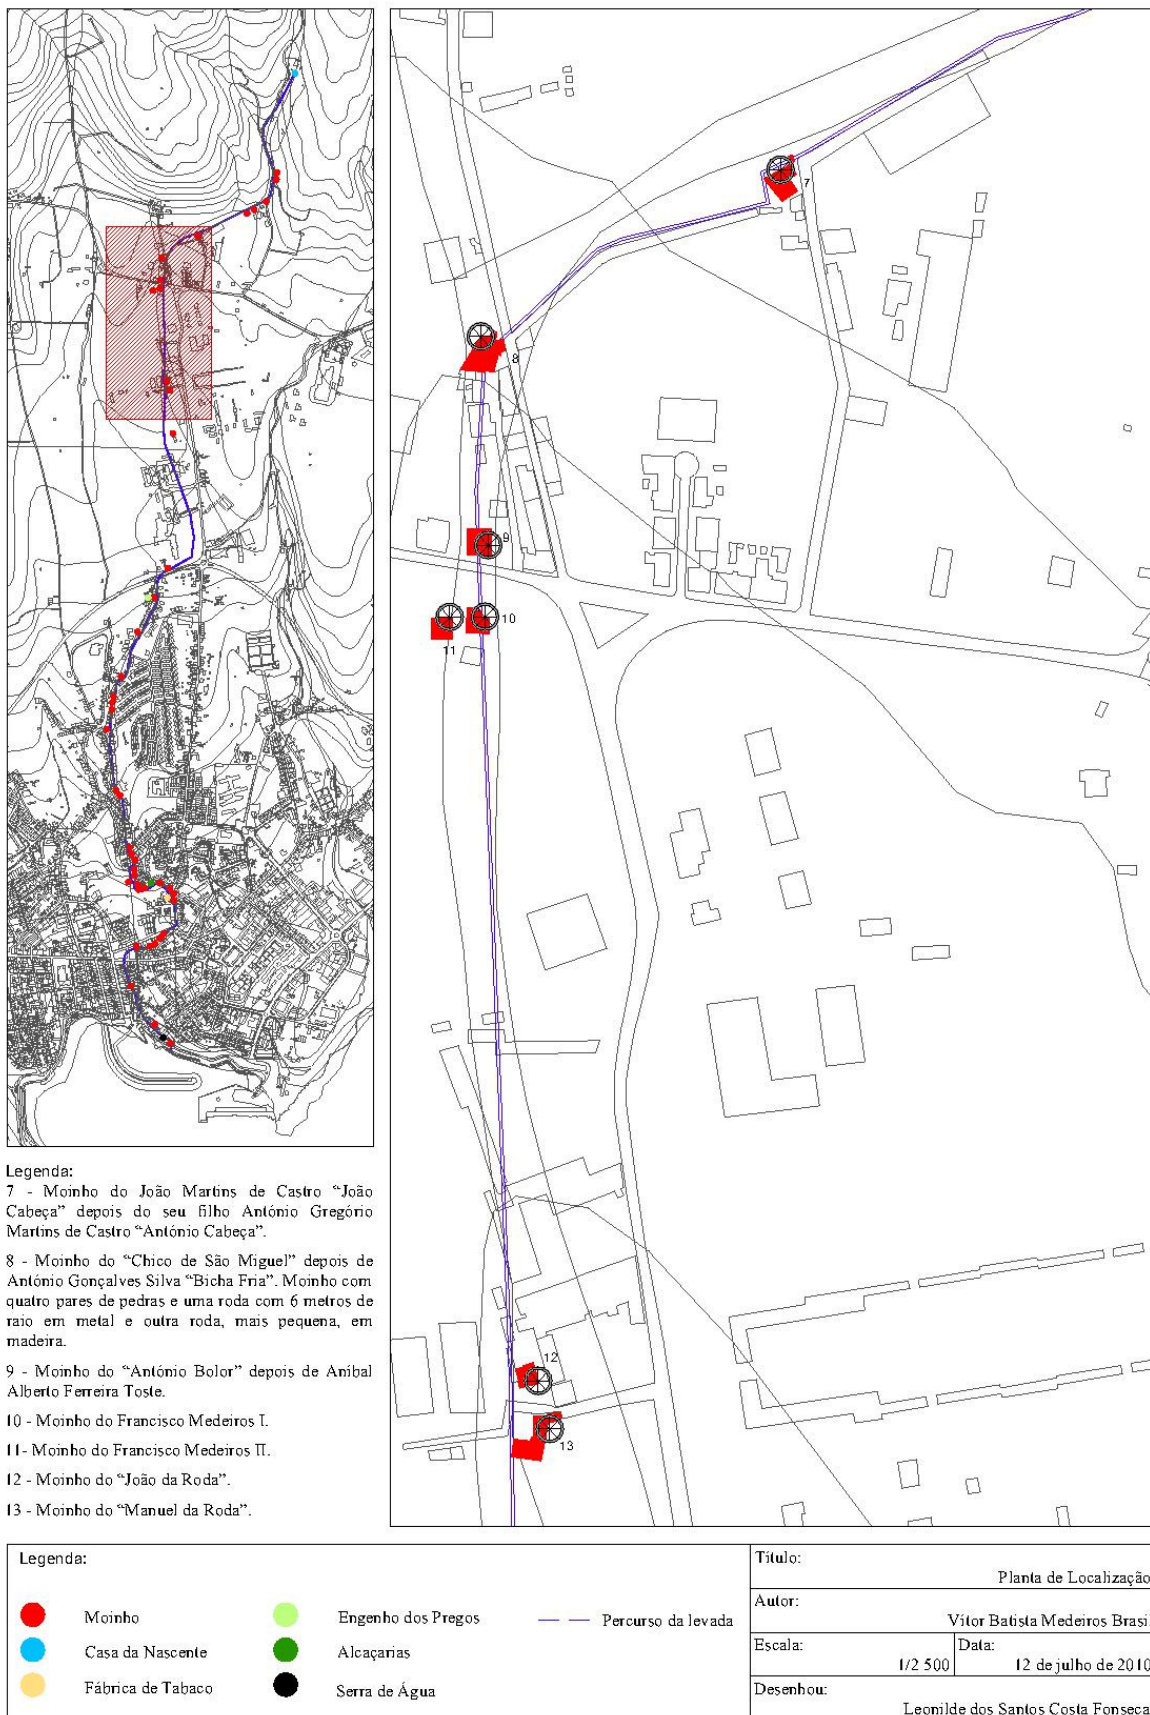 7
8
9
10
11
12
13
Legenda:
7 - Moinho do João Martins de Castro “João
Cabeça” depois do seu filho António Gregório
Martins de Castro “António Cabeça”.
8 - Moinho do “Chico de São Miguel” depois de
António Gonçalves Silva “Bicha Fria”. Moinho com
quatro pares de pedras e uma roda com 6 metros de
raio em metal e outra roda, mais pequena, em
madeira.
9 - Moinho do “António Bolor” depois de Aníbal
Alberto Ferreira Toste.
10 - Moinho do Francisco Medeiros I.
11- Moinho do Francisco Medeiros II.
12 - Moinho do “João da Roda”.
13 - Moinho do “Manuel da Roda”.
Legenda:
Moinho
Casa da Nascente
Fábrica de Tabaco
Engenho dos Pregos
Alcaçarias
Serra de Água
Percurso da levada
Título:
Planta de Localização
Autor:
Vítor Batista Medeiros Brasil
Escala:
1/2 500
Data:
12 de julho de 2010
Desenhou:
Leonilde dos Santos Costa Fonseca